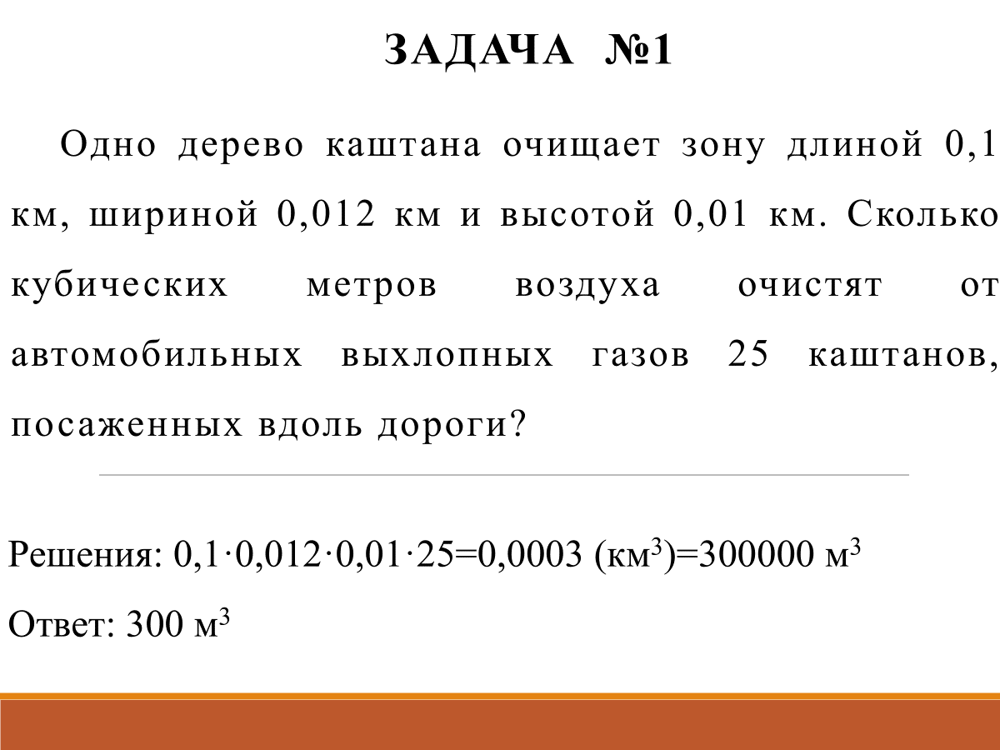 ЗАДАЧА №1
Одно дерево каштана очищает зону длиной 0,1
км, шириной 0,012 км и высотой 0,01 км. Сколько
кубических метров воздуха очистят от
автомобильных выхлопных газов 25 каштанов,
посаженных вдоль дороги?
Решения: 0,1·0,012·0,01·25=0,0003 (км³)=300000 м³
Ответ: 300 м³